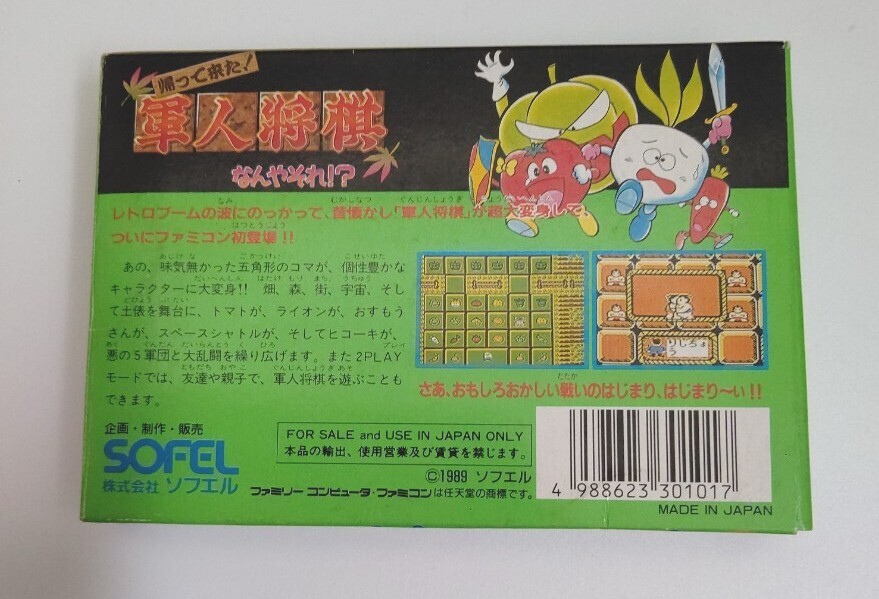 帰って来た!
軍人将棋
なんやそれ!?
レトロブームの波にのっかって、昔懐かし「軍人将棋」が超大変身して、
ついにファミコン初登場!!
あの、味気無かった五角形のコマが、個性豊かな
キャラクターに大変身!! 畑、森、街、宇宙、そし
て土俵を舞台に、トマトが、ライオンが、おすもう
さんが、スペースシャトルが、そしてヒコーキが、
悪の5軍団と大乱闘を繰り広げます。また2PLAY
モードでは、友達や親子で、軍人将棋を遊ぶことも
できます。
さあ、おもしろおかしい戦いのはじまり、はじまり〜い!!
企画・制作・販売
SOFEL
株式会社 ソフエル
FOR SALE and USE IN JAPAN ONLY
本品の輸出、使用営業及び賃貸を禁じます。
©1989 ソフエル
ファミリーコンピュータ・ファミコンは任天堂の商標です。
4 988623 301017
MADE IN JAPAN